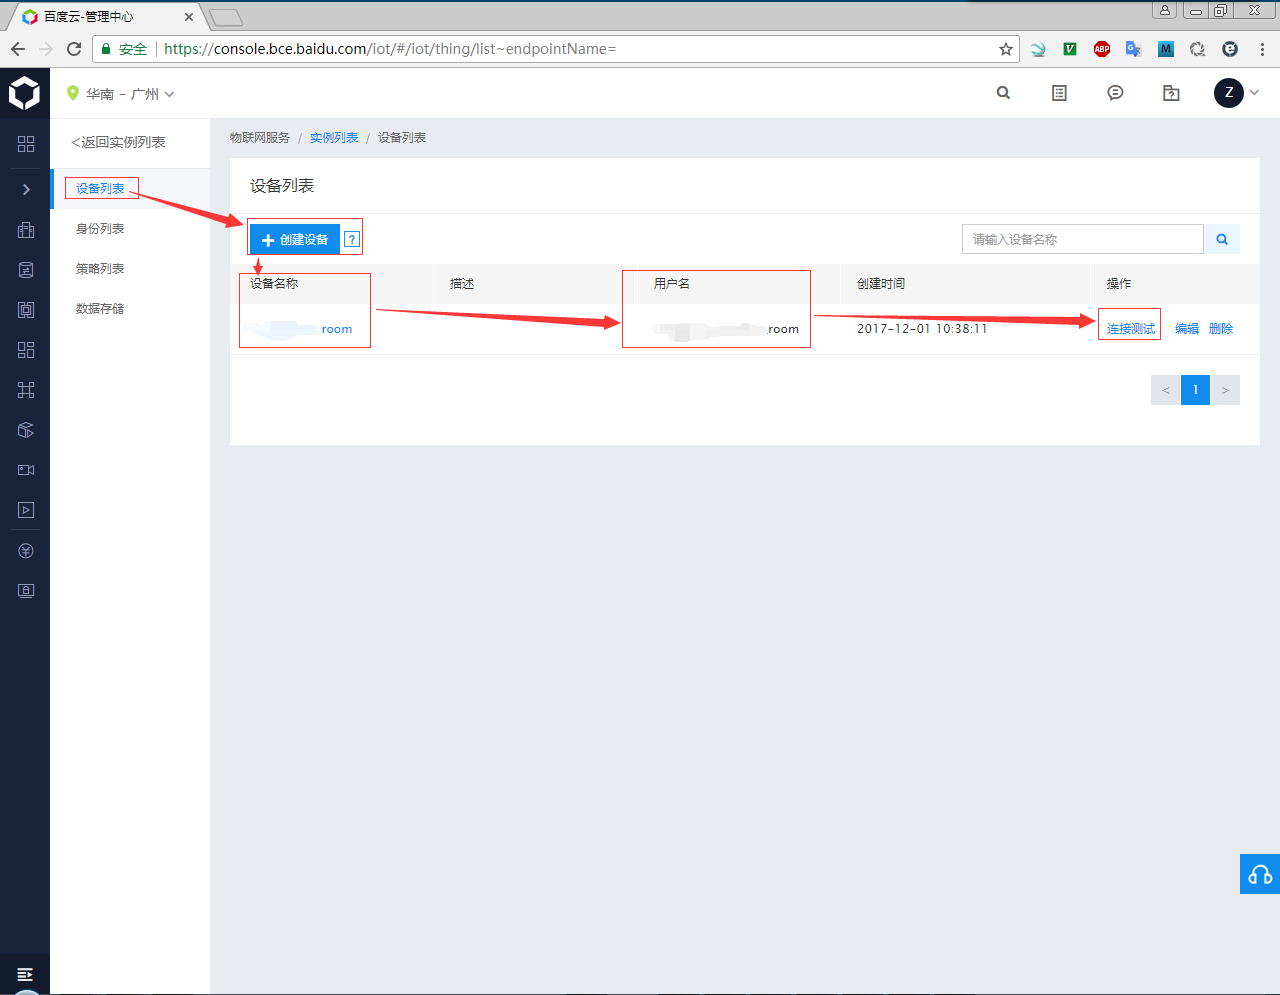 百度云-管理中心
安全 https://console.bce.baidu.com/iot/#/iot/thing/list~endpointName=
V ABP G M e
华南 - 广州
Z
<返回实例列表
物联网服务 / 实例列表 / 设备列表
设备列表
身份列表
策略列表
数据存储
设备列表
+ 创建设备 ?
请输入设备名称
设备名称 描述 用户名 创建时间 操作
room room 2017-12-01 10:38:11 连接测试 编辑 删除
< 1 >